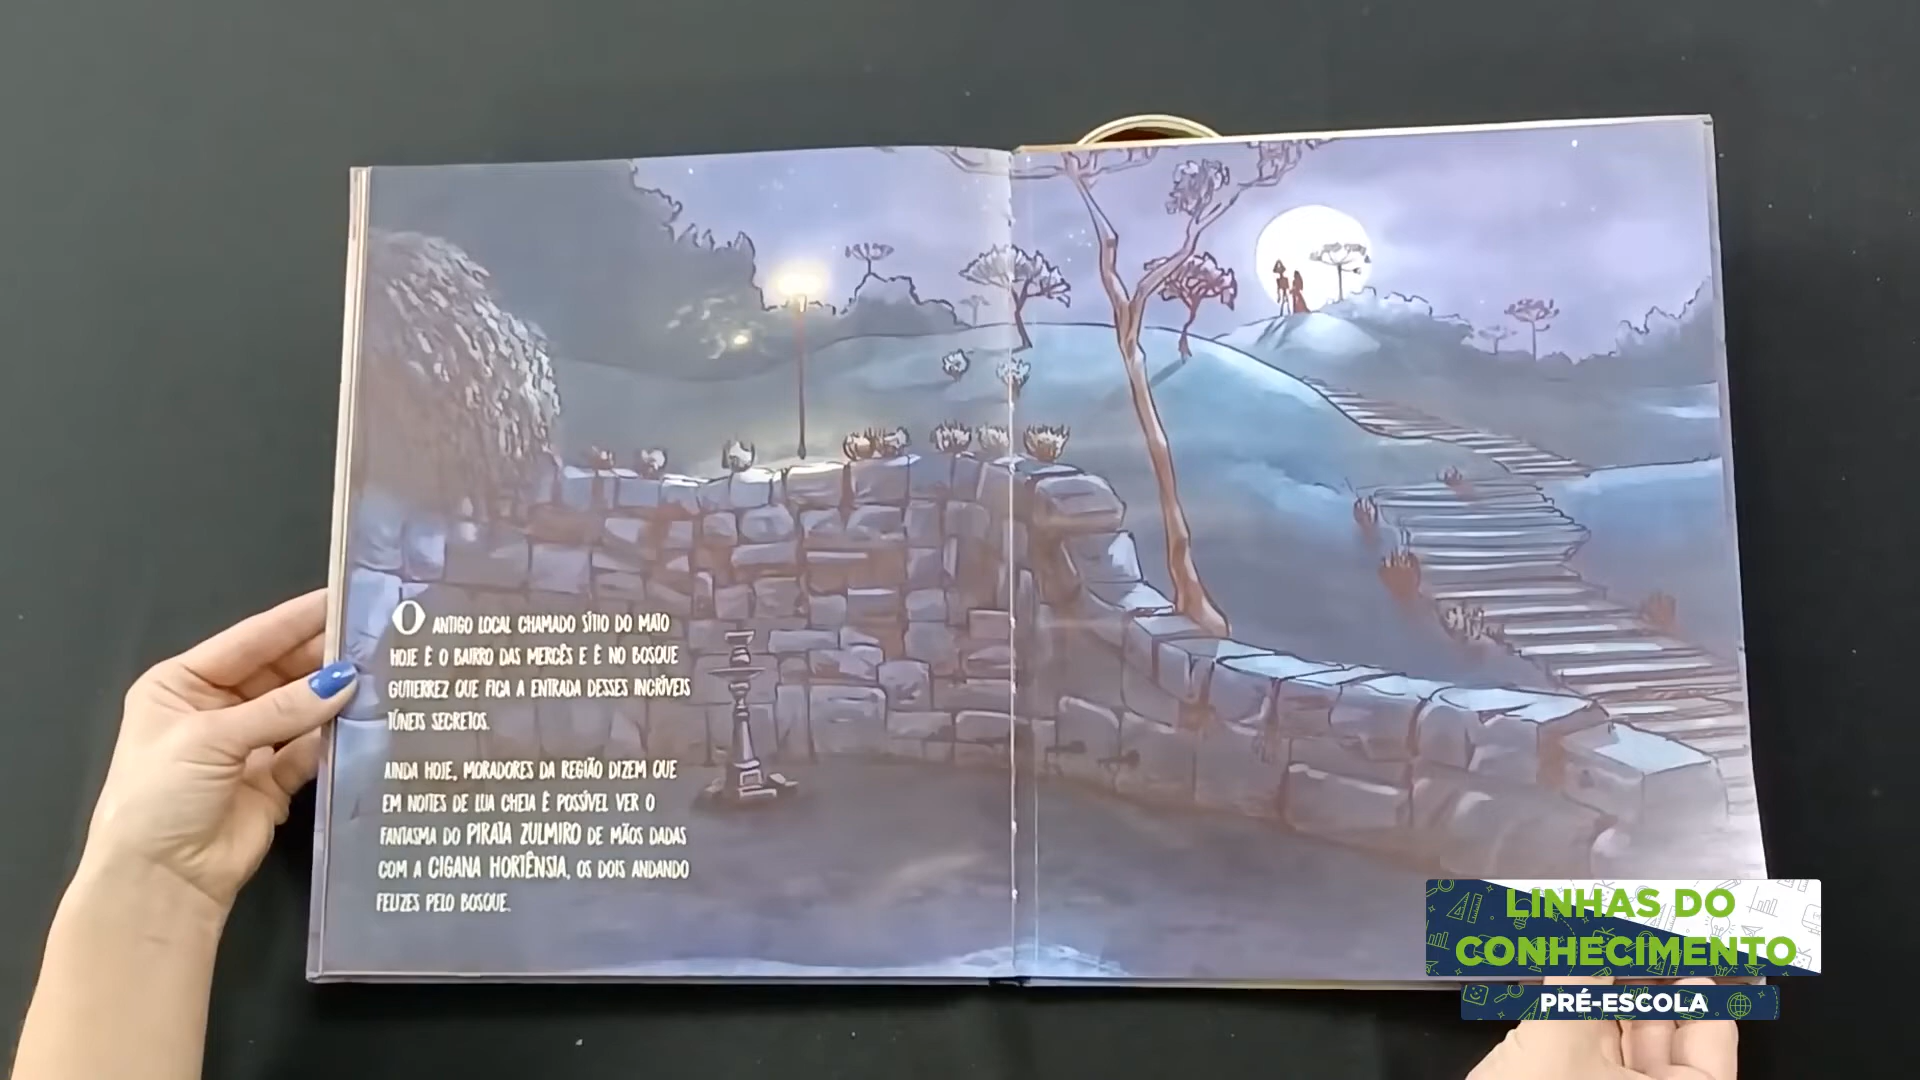 O ANTIGO LOCAL CHAMADO SÍTIO DO MATO
HOJE É O BAIRRO DAS MERCÊS E É NO BOSQUE
GUTIERREZ QUE FICA A ENTRADA DESSES INCRÍVEIS
TÚNEIS SECRETOS.
AINDA HOJE, MORADORES DA REGIÃO DIZEM QUE
EM NOITES DE LUA CHEIA É POSSÍVEL VER O
FANTASMA DO PIRATA ZULMIRO DE MÃOS DADAS
COM A CIGANA HORTÊNSIA, OS DOIS ANDANDO
FELIZES PELO BOSQUE.
LINHAS DO
CONHECIMENTO
PRÉ-ESCOLA